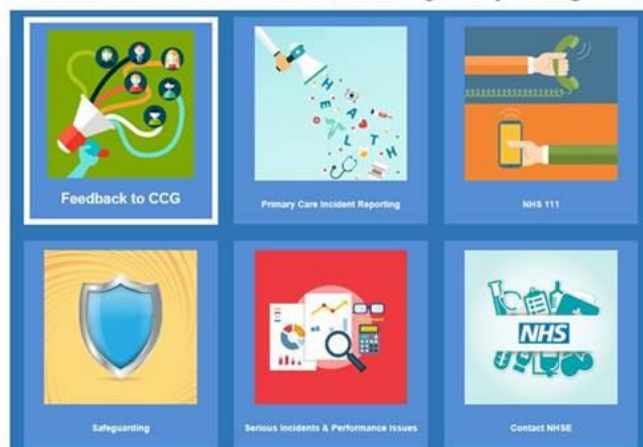 Feedback to CCG
Primary Care Incident Reporting
NHS 111
HEALTH
NHS
Safeguarding
Serious Incidents & Performance Issues
Contact NHSE